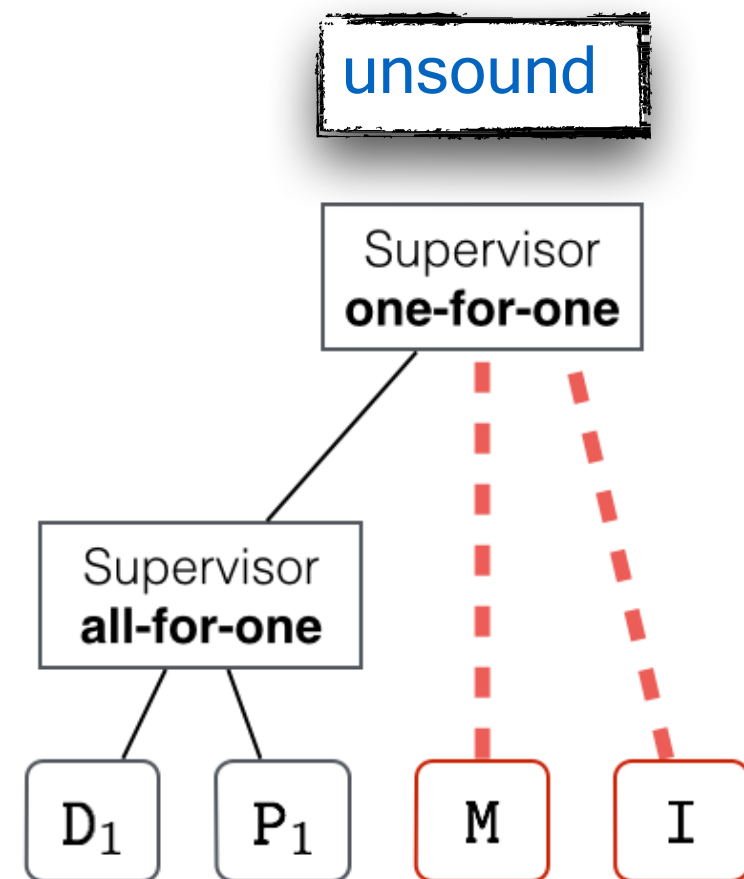 unsound
Supervisor
one-for-one
Supervisor
all-for-one
D₁ P₁ M I